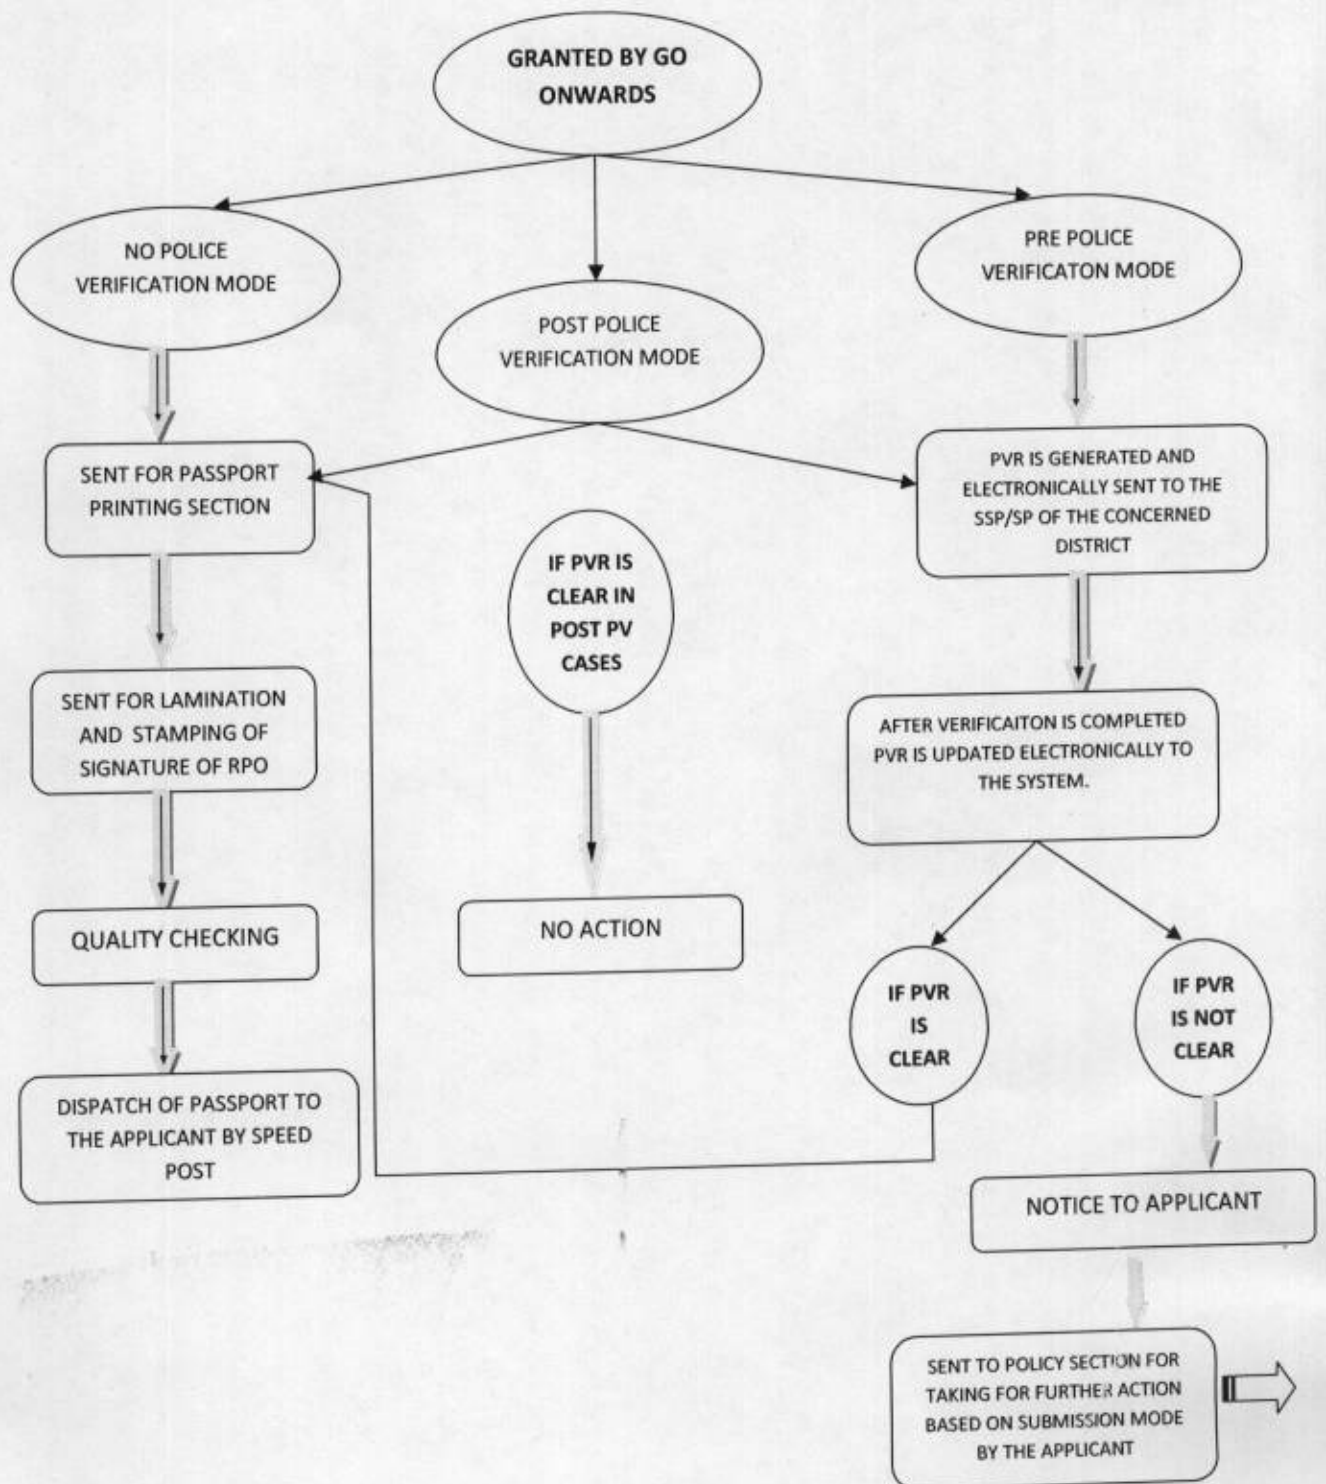 GRANTED BY GO
ONWARDS
NO POLICE
VERIFICATION MODE
POST POLICE
VERIFICATION MODE
PRE POLICE
VERIFICATON MODE
SENT FOR PASSPORT
PRINTING SECTION
IF PVR IS
CLEAR IN
POST PV
CASES
PVR IS GENERATED AND
ELECTRONICALLY SENT TO THE
SSP/SP OF THE CONCERNED
DISTRICT
SENT FOR LAMINATION
AND STAMPING OF
SIGNATURE OF RPO
AFTER VERIFICAITON IS COMPLETED
PVR IS UPDATED ELECTRONICALLY TO
THE SYSTEM.
QUALITY CHECKING
NO ACTION
IF PVR
IS
CLEAR
IF PVR
IS NOT
CLEAR
DISPATCH OF PASSPORT TO
THE APPLICANT BY SPEED
POST
NOTICE TO APPLICANT
SENT TO POLICY SECTION FOR
TAKING FOR FURTHER ACTION
BASED ON SUBMISSION MODE
BY THE APPLICANT